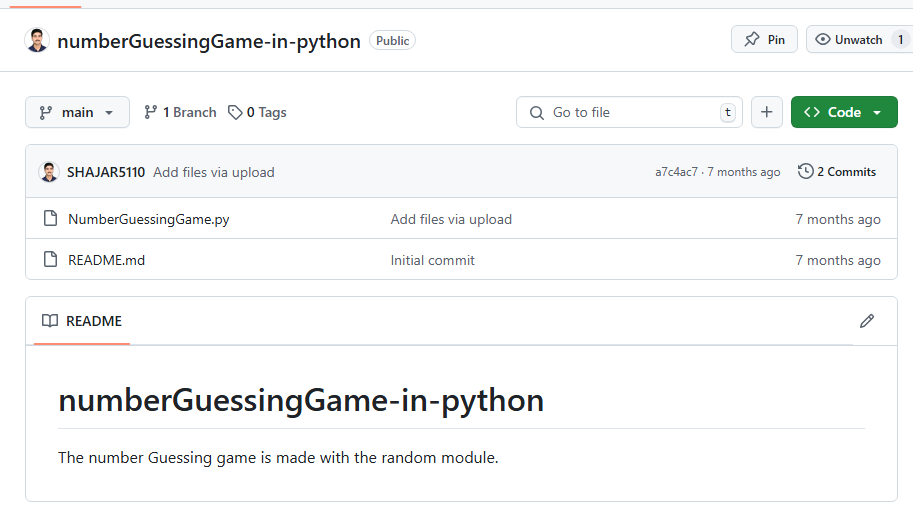 numberGuessingGame-in-python Public Pin Unwatch 1
main 1 Branch 0 Tags Go to file t Code
SHAJAR5110 Add files via upload a7c4ac7 · 7 months ago 2 Commits
NumberGuessingGame.py Add files via upload 7 months ago
README.md Initial commit 7 months ago
README
numberGuessingGame-in-python
The number Guessing game is made with the random module.